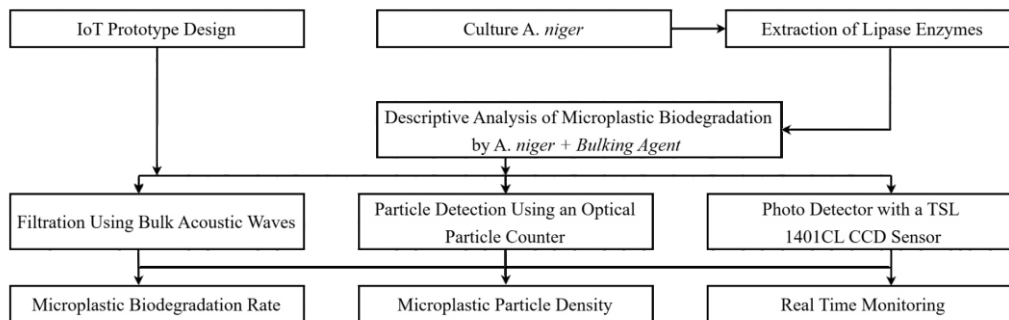 IoT Prototype Design
Culture A. niger
Extraction of Lipase Enzymes
Descriptive Analysis of Microplastic Biodegradation
by A. niger + Bulking Agent
Filtration Using Bulk Acoustic Waves
Particle Detection Using an Optical
Particle Counter
Photo Detector with a TSL
1401CL CCD Sensor
Microplastic Biodegradation Rate
Microplastic Particle Density
Real Time Monitoring